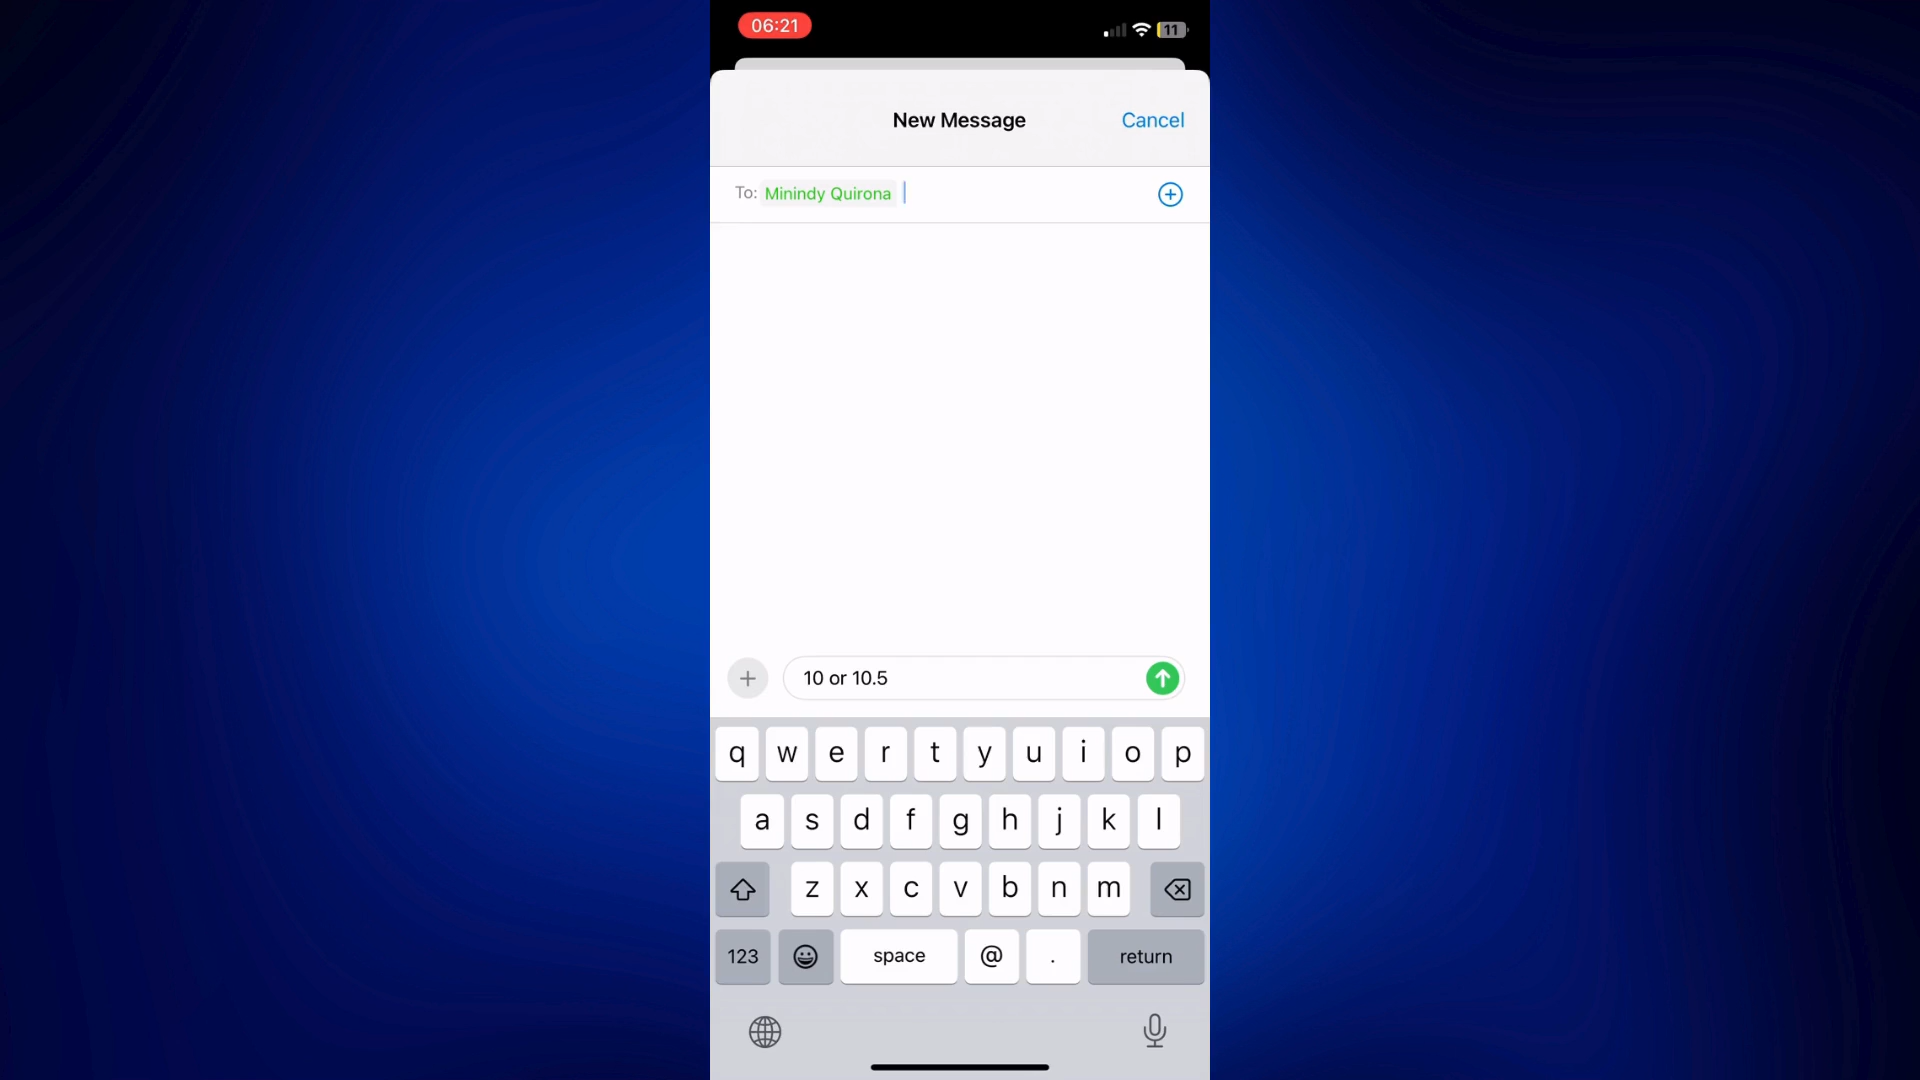 06:21
11
New Message
Cancel
To: Minindy Quirona
10 or 10.5
q w e r t y u i o p
a s d f g h j k l
z x c v b n m
123 space @ . return